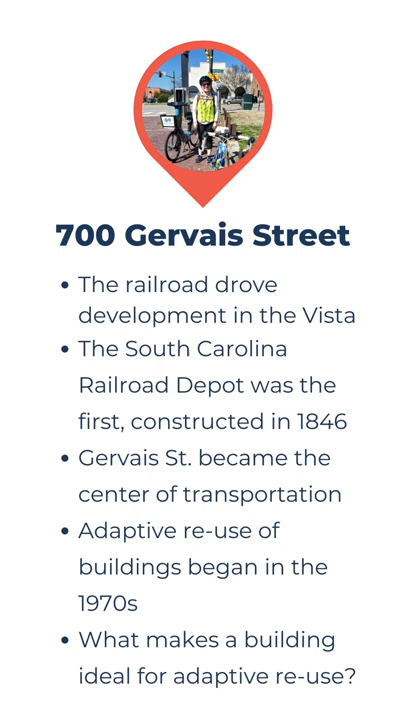 700 Gervais Street
• The railroad drove
development in the Vista
• The South Carolina
Railroad Depot was the
first, constructed in 1846
• Gervais St. became the
center of transportation
• Adaptive re-use of
buildings began in the
1970s
• What makes a building
ideal for adaptive re-use?